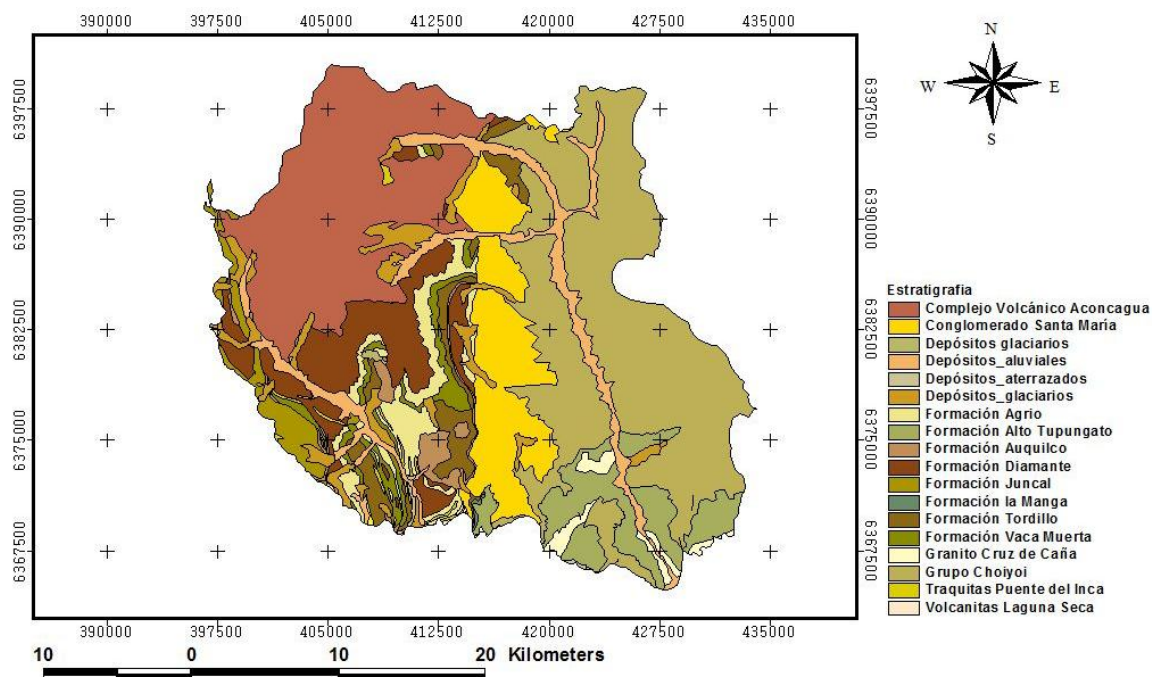 390000 397500 405000 412500 420000 427500 435000
N
W E
S
6397500 6397500
6390000 6390000
6382500 6382500
6375000 6375000
6367500 6367500
Estratigrafia
Complejo Volcánico Aconcagua
Conglomerado Santa María
Depósitos glaciarios
Depósitos_aluviales
Depósitos_aterrazados
Depósitos_glaciarios
Formación Agrio
Formación Alto Tupungato
Formación Auquilco
Formación Diamante
Formación Juncal
Formación la Manga
Formación Tordillo
Formación Vaca Muerta
Granito Cruz de Caña
Grupo Choiyoi
Traquitas Puente del Inca
Volcanitas Laguna Seca
390000 397500 405000 412500 420000 427500 435000
10 0 10 20 Kilometers